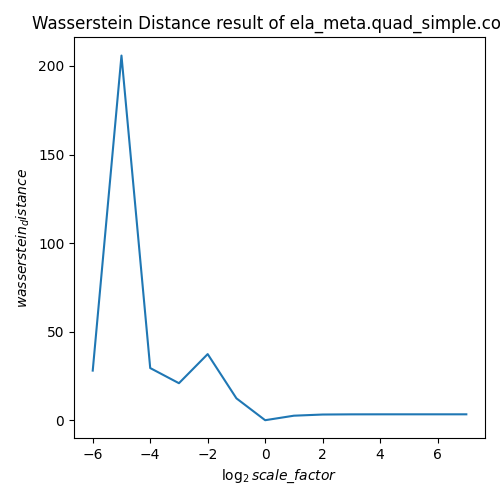 Wasserstein Distance result of ela_meta.quad_simple.co
200
150
100
50
0
wasserstein_distance
−6 −4 −2 0 2 4 6
log₂ scale_factor